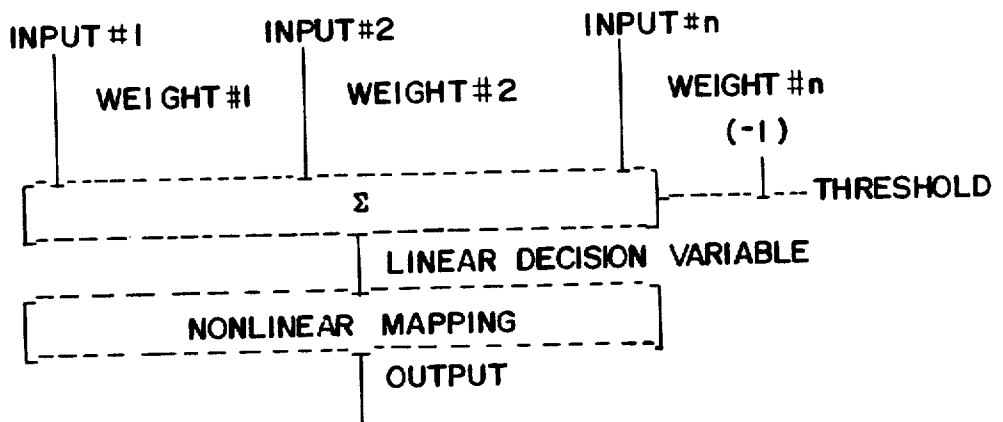 INPUT #1 INPUT #2 INPUT #n
WEIGHT #1 WEIGHT #2 WEIGHT #n
(-1)
Σ
THRESHOLD
LINEAR DECISION VARIABLE
NONLINEAR MAPPING
OUTPUT